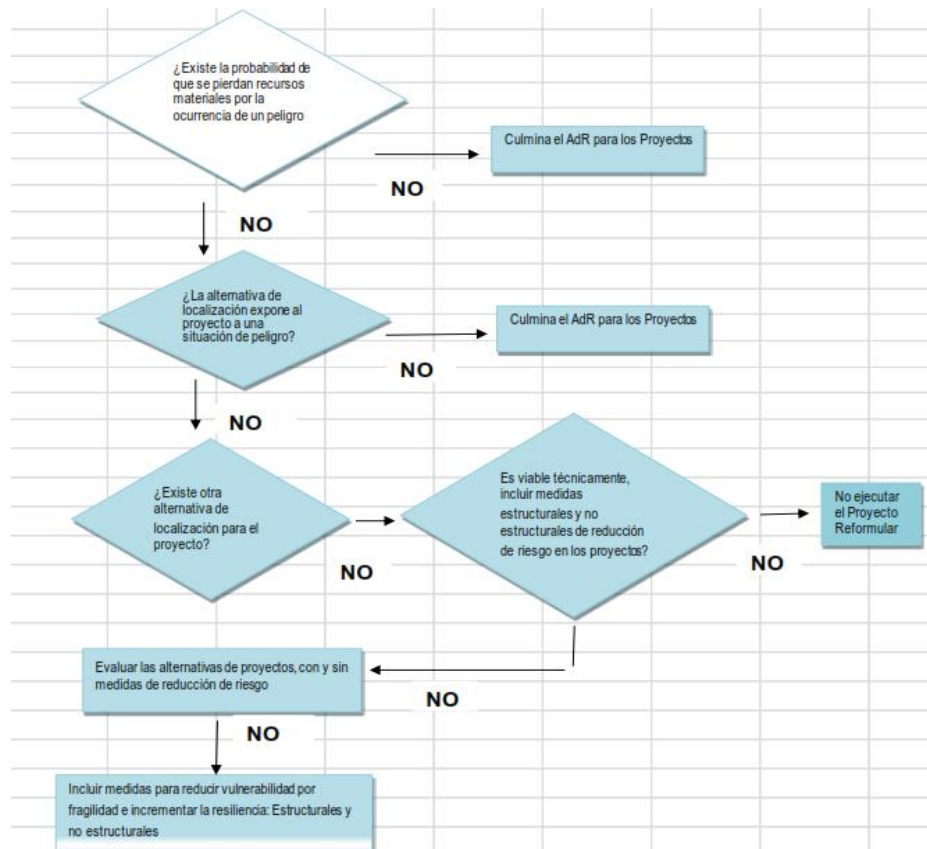 ¿Existe la probabilidad de
que se pierdan recursos
materiales por la
ocurrencia de un peligro
Culmina el AdR para los Proyectos
NO
NO
¿La alternativa de
localización expone al
proyecto a una
situación de peligro?
Culmina el AdR para los Proyectos
NO
NO
¿Existe otra
alternativa de
localización para el
proyecto?
NO
Es viable técnicamente,
incluir medidas
estructurales y no
estructurales de reducción
de riesgo en los proyectos?
NO
No ejecutar
el Proyecto
Reformular
Evaluar las alternativas de proyectos, con y sin
medidas de reducción de riesgo
NO
NO
Incluir medidas para reducir vulnerabilidad por
fragilidad e incrementar la resiliencia: Estructurales y
no estructurales